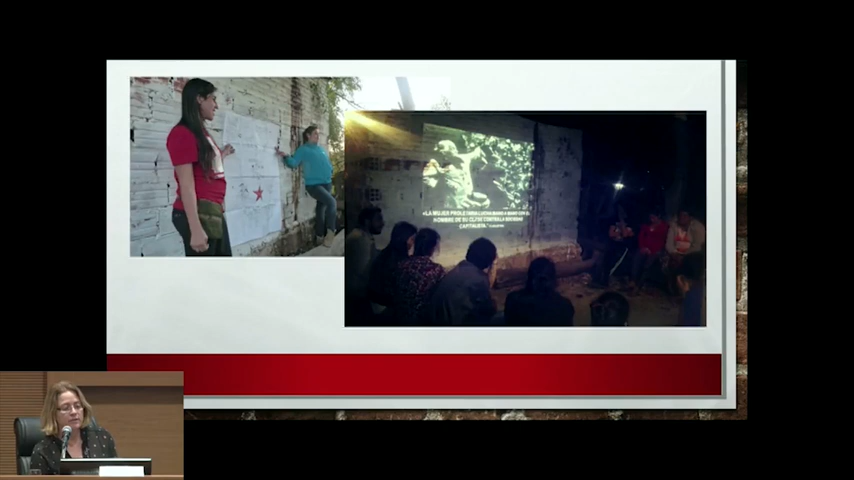 «LA MUJER PROLETARIA LUCHA MANO A MANO CON EL
HOMBRE DE SU CLASE CONTRA LA SOCIEDAD
CAPITALISTA."